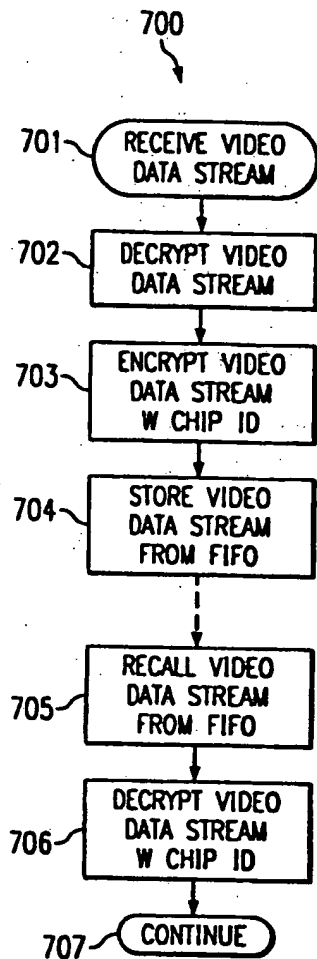 700
701
RECEIVE VIDEO
DATA STREAM
702
DECRYPT VIDEO
DATA STREAM
703
ENCRYPT VIDEO
DATA STREAM
W CHIP ID
704
STORE VIDEO
DATA STREAM
FROM FIFO
705
RECALL VIDEO
DATA STREAM
FROM FIFO
706
DECRYPT VIDEO
DATA STREAM
W CHIP ID
707
CONTINUE